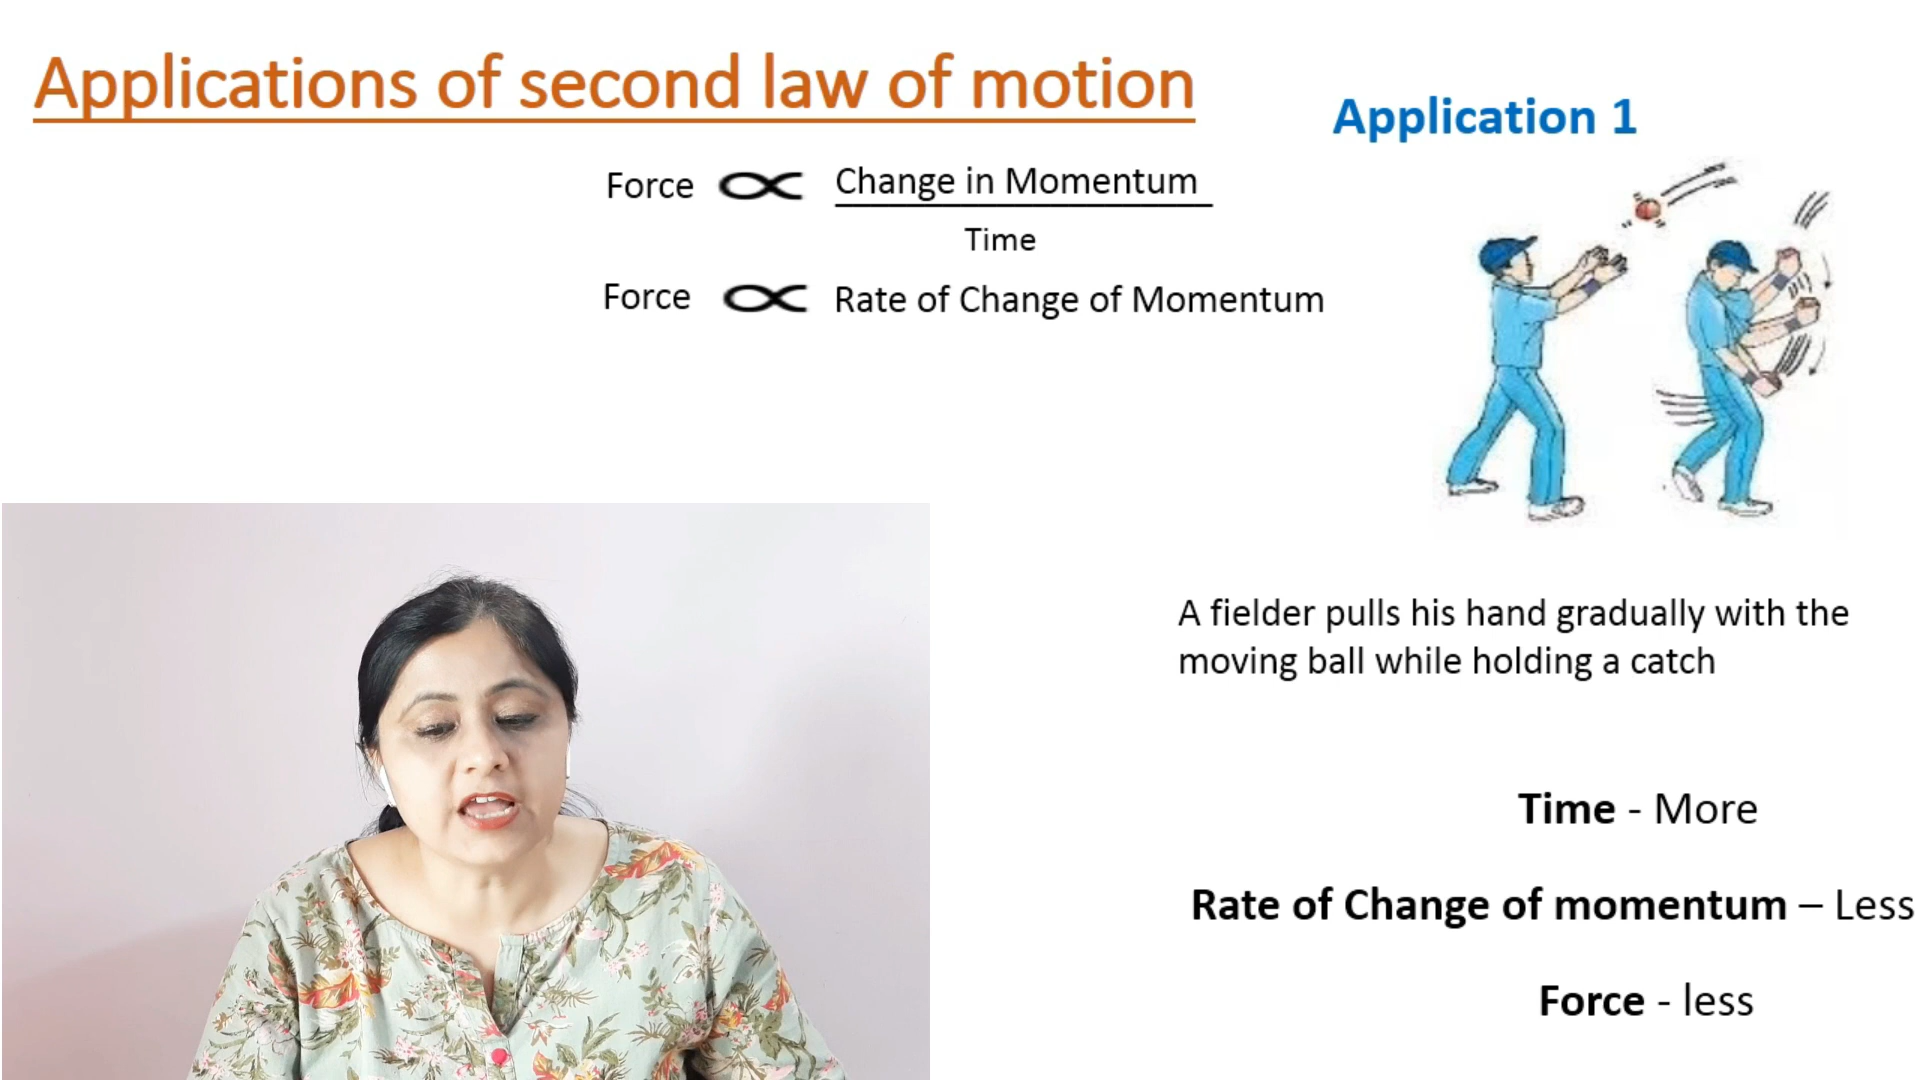 Applications of second law of motion
Application 1
Force ∝ Change in Momentum
Time
Force ∝ Rate of Change of Momentum
A fielder pulls his hand gradually with the
moving ball while holding a catch
Time - More
Rate of Change of momentum – Less
Force - less